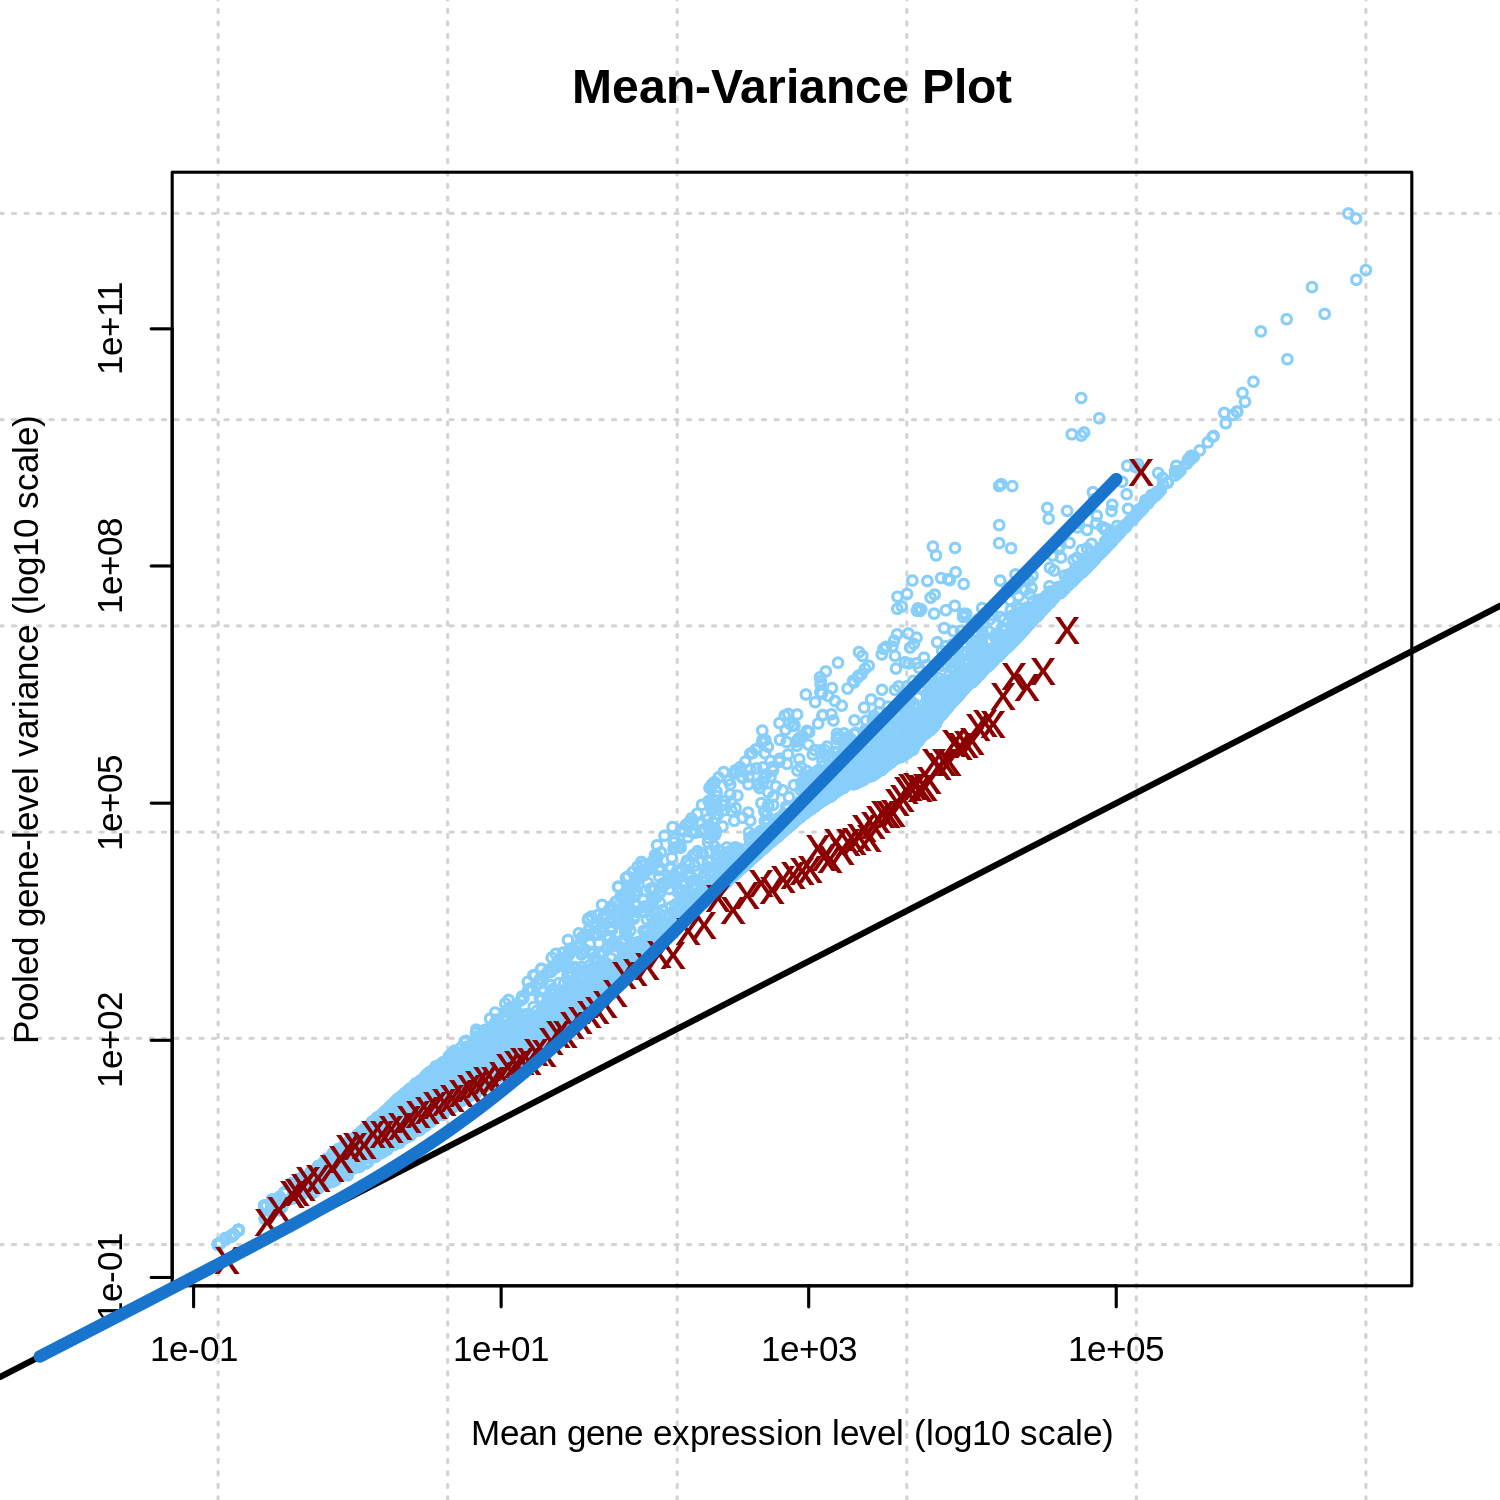 Mean-Variance Plot
Pooled gene-level variance (log10 scale)
1e+11
1e+08
1e+05
1e+02
1e-01
1e-01 1e+01 1e+03 1e+05
Mean gene expression level (log10 scale)